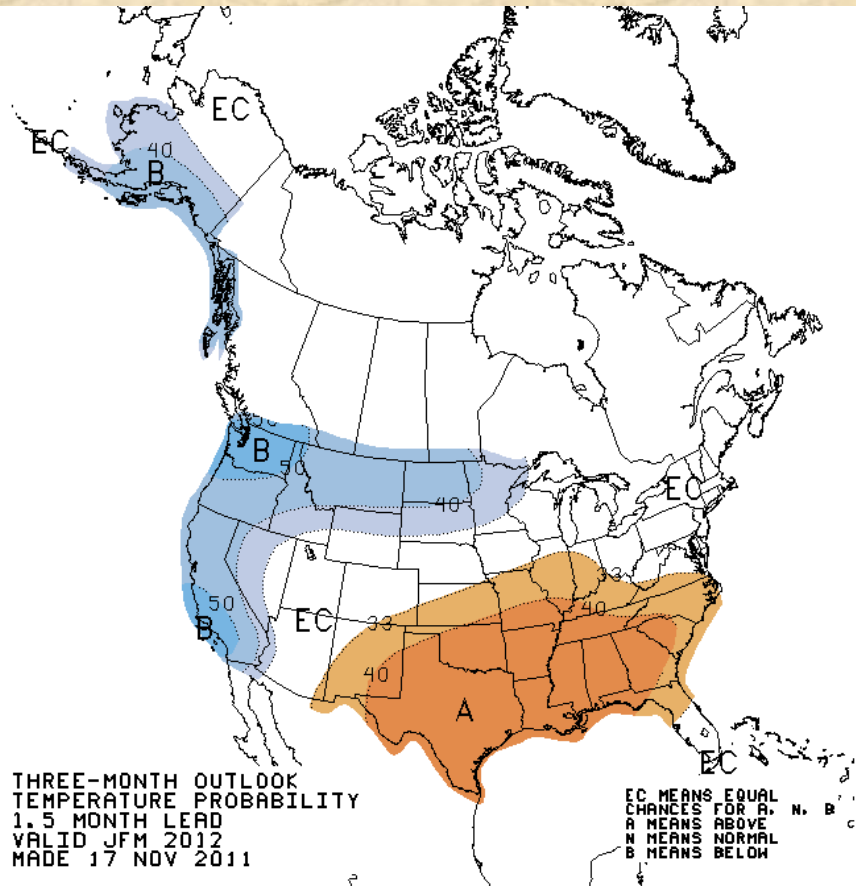 EC
EC
40
B
50
B
50
40
EC
50
B
EC
33
33
40
40
A
EC
THREE-MONTH OUTLOOK
TEMPERATURE PROBABILITY
1.5 MONTH LEAD
VALID JFM 2012
MADE 17 NOV 2011
EC MEANS EQUAL
CHANCES FOR A, N, B
A MEANS ABOVE
N MEANS NORMAL
B MEANS BELOW